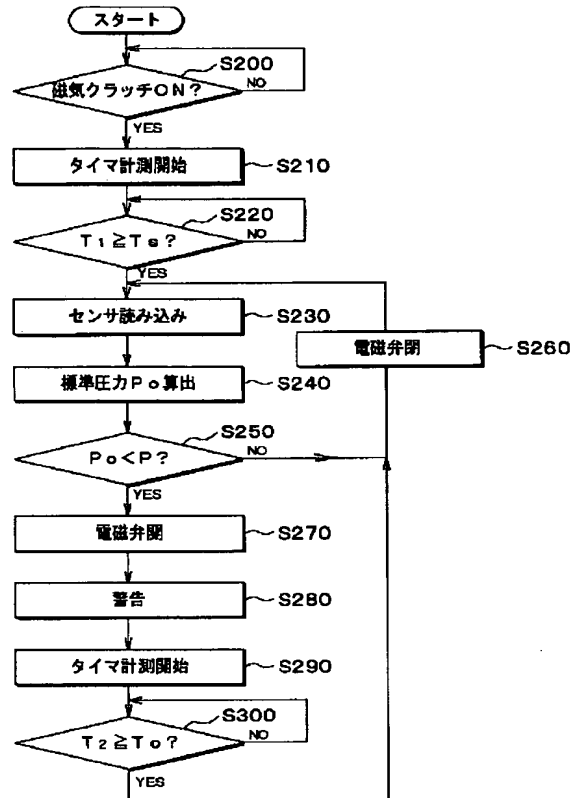 スタート
S200
磁気クラッチON?
NO
YES
タイマ計測開始
S210
S220
T1≧Ts?
NO
YES
センサ読み込み
S230
電磁弁閉
S260
標準圧力Po算出
S240
S250
Po<P?
NO
YES
電磁弁開
S270
警告
S280
タイマ計測開始
S290
S300
T2≧To?
NO
YES